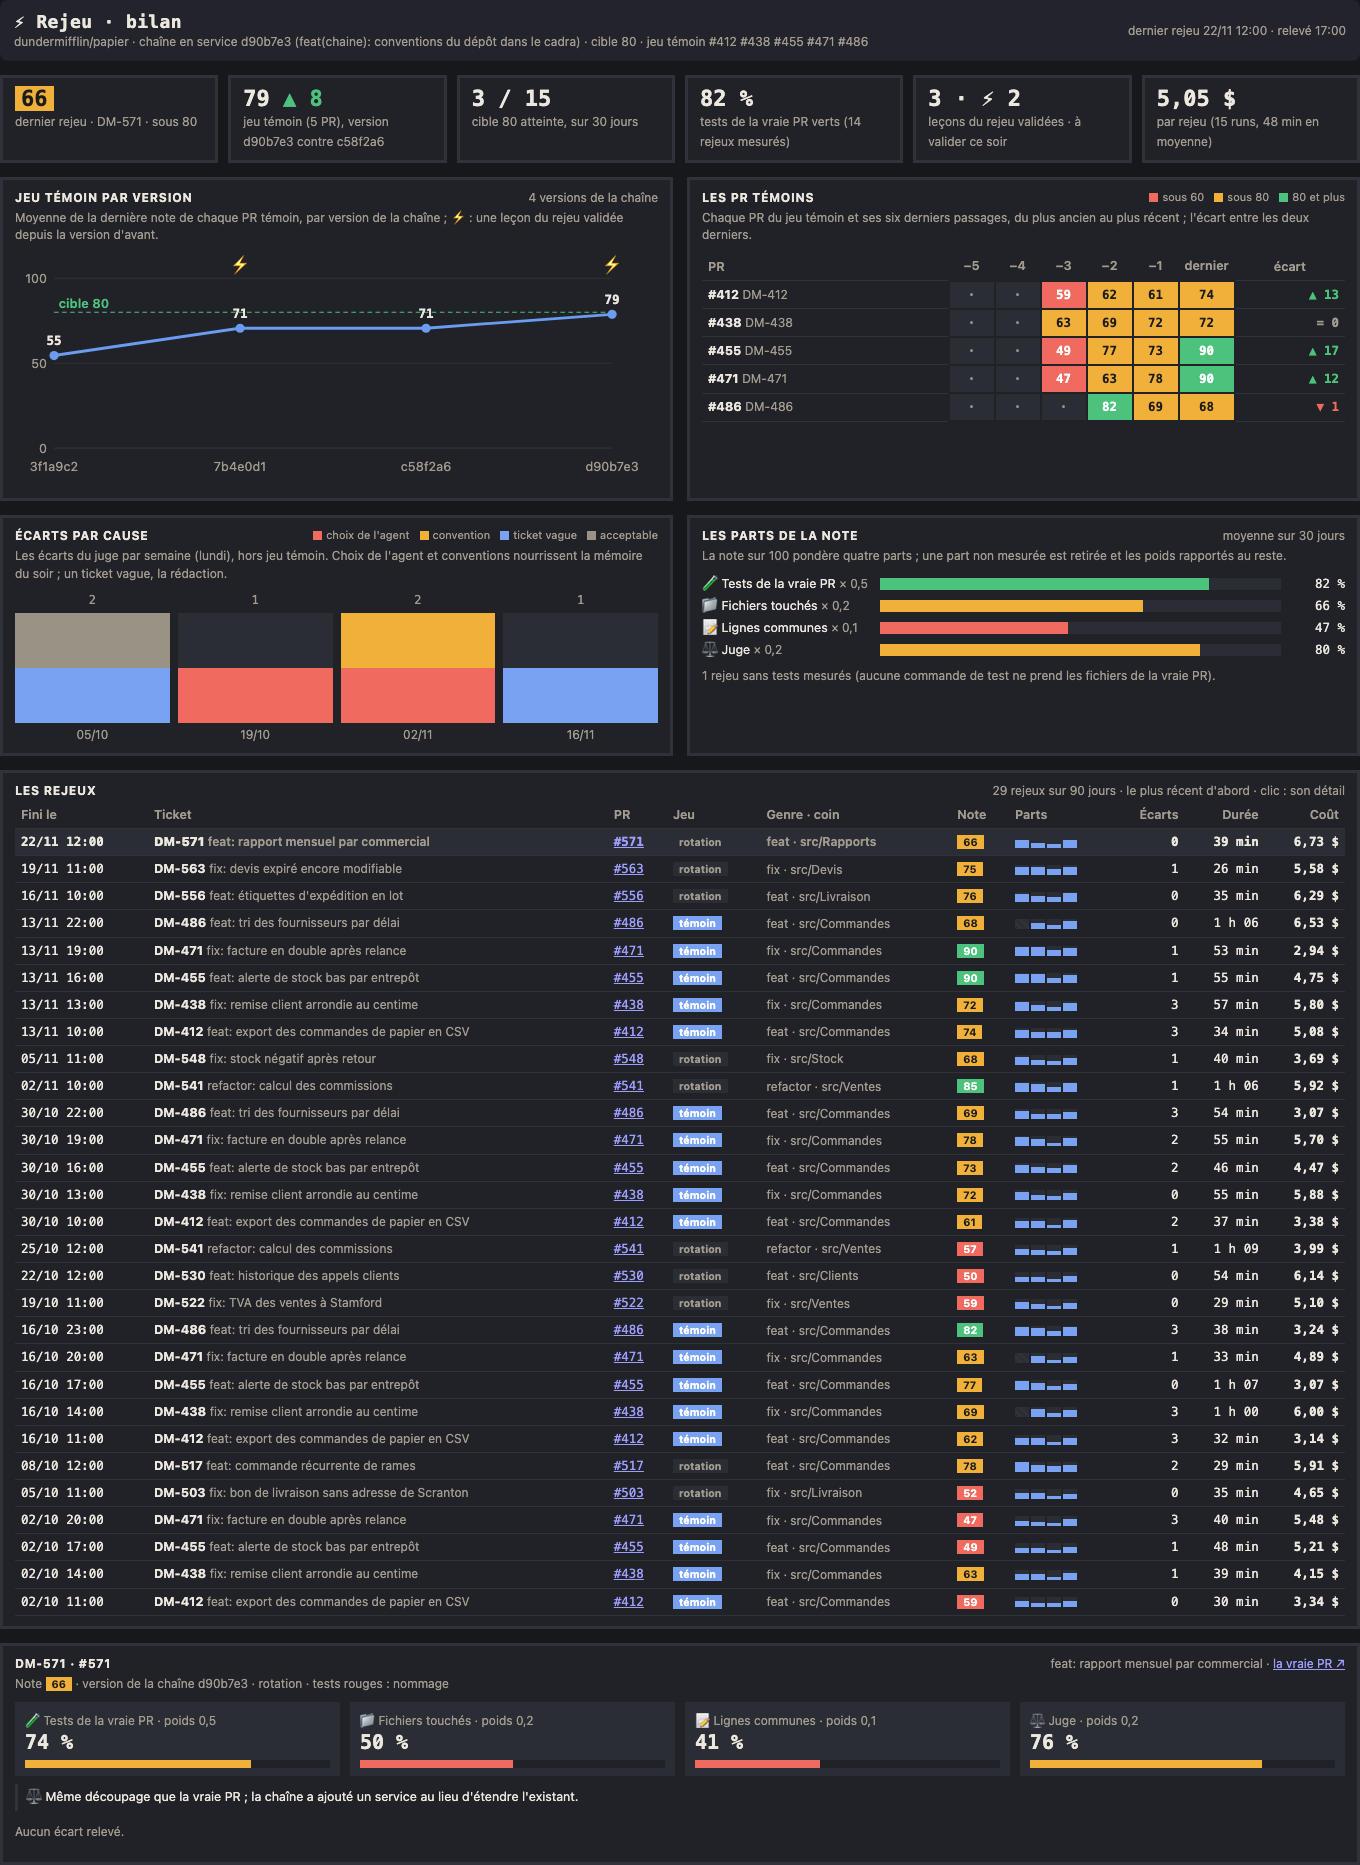 ⚡ Rejeu · bilan
dundermifflin/papier · chaîne en service d90b7e3 (feat(chaine): conventions du dépôt dans le cadra) · cible 80 · jeu témoin #412 #438 #455 #471 #486
dernier rejeu 22/11 12:00 · relevé 17:00
66
dernier rejeu · DM-571 · sous 80
79 ▲ 8
jeu témoin (5 PR), version
d90b7e3 contre c58f2a6
3 / 15
cible 80 atteinte, sur 30 jours
82 %
tests de la vraie PR verts (14
rejeux mesurés)
3 · ⚡ 2
leçons du rejeu validées · à
valider ce soir
5,05 $
par rejeu (15 runs, 48 min en
moyenne)
JEU TÉMOIN PAR VERSION
4 versions de la chaîne
Moyenne de la dernière note de chaque PR témoin, par version de la chaîne ; ⚡ : une leçon du rejeu validée
depuis la version d'avant.
⚡ ⚡
100
cible 80
79
71 71
55
50
0
3f1a9c2 7b4e0d1 c58f2a6 d90b7e3
LES PR TÉMOINS
sous 60 sous 80 80 et plus
Chaque PR du jeu témoin et ses six derniers passages, du plus ancien au plus récent ; l'écart entre les deux
derniers.
PR −5 −4 −3 −2 −1 dernier écart
#412 DM-412 · · 59 62 61 74 ▲ 13
#438 DM-438 · · 63 69 72 72 = 0
#455 DM-455 · · 49 77 73 90 ▲ 17
#471 DM-471 · · 47 63 78 90 ▲ 12
#486 DM-486 · · · 82 69 68 ▼ 1
ÉCARTS PAR CAUSE
choix de l'agent convention ticket vague acceptable
Les écarts du juge par semaine (lundi), hors jeu témoin. Choix de l'agent et conventions nourrissent la mémoire
du soir ; un ticket vague, la rédaction.
2 1 2 1
05/10 19/10 02/11 16/11
LES PARTS DE LA NOTE
moyenne sur 30 jours
La note sur 100 pondère quatre parts ; une part non mesurée est retirée et les poids rapportés au reste.
Tests de la vraie PR × 0,5 82 %
Fichiers touchés × 0,2 66 %
Lignes communes × 0,1 47 %
Juge × 0,2 80 %
1 rejeu sans tests mesurés (aucune commande de test ne prend les fichiers de la vraie PR).
LES REJEUX
29 rejeux sur 90 jours · le plus récent d'abord · clic : son détail
Fini le Ticket PR Jeu Genre · coin Note Parts Écarts Durée Coût
22/11 12:00 DM-571 feat: rapport mensuel par commercial #571 rotation feat · src/Rapports 66 0 39 min 6,73 $
19/11 11:00 DM-563 fix: devis expiré encore modifiable #563 rotation fix · src/Devis 75 1 26 min 5,58 $
16/11 10:00 DM-556 feat: étiquettes d'expédition en lot #556 rotation feat · src/Livraison 76 0 35 min 6,29 $
13/11 22:00 DM-486 feat: tri des fournisseurs par délai #486 témoin feat · src/Commandes 68 0 1 h 06 6,53 $
13/11 19:00 DM-471 fix: facture en double après relance #471 témoin fix · src/Commandes 90 1 53 min 2,94 $
13/11 16:00 DM-455 feat: alerte de stock bas par entrepôt #455 témoin feat · src/Commandes 90 1 55 min 4,75 $
13/11 13:00 DM-438 fix: remise client arrondie au centime #438 témoin fix · src/Commandes 72 3 57 min 5,80 $
13/11 10:00 DM-412 feat: export des commandes de papier en CSV #412 témoin feat · src/Commandes 74 3 34 min 5,08 $
05/11 11:00 DM-548 fix: stock négatif après retour #548 rotation fix · src/Stock 68 1 40 min 3,69 $
02/11 10:00 DM-541 refactor: calcul des commissions #541 rotation refactor · src/Ventes 85 1 1 h 06 5,92 $
30/10 22:00 DM-486 feat: tri des fournisseurs par délai #486 témoin feat · src/Commandes 69 3 54 min 3,07 $
30/10 19:00 DM-471 fix: facture en double après relance #471 témoin fix · src/Commandes 78 2 55 min 5,70 $
30/10 16:00 DM-455 feat: alerte de stock bas par entrepôt #455 témoin feat · src/Commandes 73 2 46 min 4,47 $
30/10 13:00 DM-438 fix: remise client arrondie au centime #438 témoin fix · src/Commandes 72 0 55 min 5,88 $
30/10 10:00 DM-412 feat: export des commandes de papier en CSV #412 témoin feat · src/Commandes 61 2 37 min 3,38 $
25/10 12:00 DM-541 refactor: calcul des commissions #541 rotation refactor · src/Ventes 57 1 1 h 09 3,99 $
22/10 12:00 DM-530 feat: historique des appels clients #530 rotation feat · src/Clients 50 0 54 min 6,14 $
19/10 11:00 DM-522 fix: TVA des ventes à Stamford #522 rotation fix · src/Ventes 59 0 29 min 5,10 $
16/10 23:00 DM-486 feat: tri des fournisseurs par délai #486 témoin feat · src/Commandes 82 3 38 min 3,24 $
16/10 20:00 DM-471 fix: facture en double après relance #471 témoin fix · src/Commandes 63 1 33 min 4,89 $
16/10 17:00 DM-455 feat: alerte de stock bas par entrepôt #455 témoin feat · src/Commandes 77 0 1 h 07 3,07 $
16/10 14:00 DM-438 fix: remise client arrondie au centime #438 témoin fix · src/Commandes 69 3 1 h 00 6,00 $
16/10 11:00 DM-412 feat: export des commandes de papier en CSV #412 témoin feat · src/Commandes 62 3 32 min 3,14 $
08/10 12:00 DM-517 feat: commande récurrente de rames #517 rotation feat · src/Commandes 78 2 29 min 5,91 $
05/10 11:00 DM-503 fix: bon de livraison sans adresse de Scranton #503 rotation fix · src/Livraison 52 0 35 min 4,65 $
02/10 20:00 DM-471 fix: facture en double après relance #471 témoin fix · src/Commandes 47 3 40 min 5,48 $
02/10 17:00 DM-455 feat: alerte de stock bas par entrepôt #455 témoin feat · src/Commandes 49 1 48 min 5,21 $
02/10 14:00 DM-438 fix: remise client arrondie au centime #438 témoin fix · src/Commandes 63 1 39 min 4,15 $
02/10 11:00 DM-412 feat: export des commandes de papier en CSV #412 témoin feat · src/Commandes 59 0 30 min 3,34 $
DM-571 · #571
feat: rapport mensuel par commercial · la vraie PR ↗
Note 66 · version de la chaîne d90b7e3 · rotation · tests rouges : nommage
Tests de la vraie PR · poids 0,5
74 %
Fichiers touchés · poids 0,2
50 %
Lignes communes · poids 0,1
41 %
Juge · poids 0,2
76 %
Même découpage que la vraie PR ; la chaîne a ajouté un service au lieu d'étendre l'existant.
Aucun écart relevé.